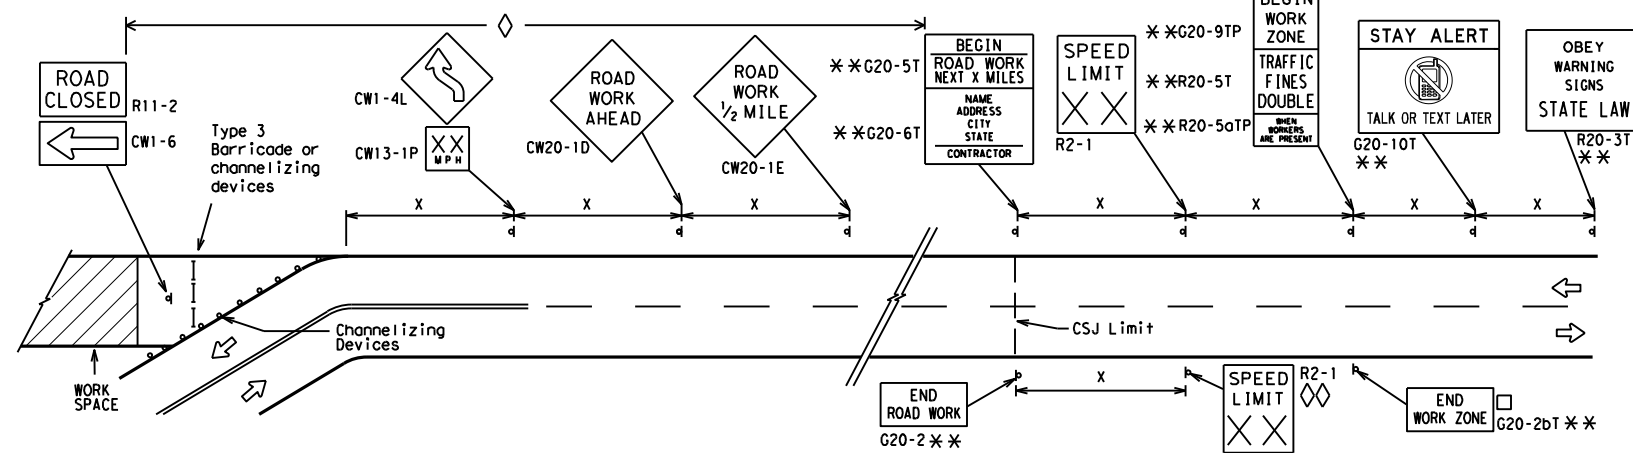 ROAD
CLOSED
R11-2
CW1-6
Type 3
Barricade or
channelizing
devices
CW1-4L
XX
MPH
CW13-1P
ROAD
WORK
AHEAD
CW20-1D
ROAD
WORK
1/2 MILE
CW20-1E
**G20-5T
BEGIN
ROAD WORK
NEXT X MILES
**G20-6T
NAME
ADDRESS
CITY
STATE
CONTRACTOR
SPEED
LIMIT
XX
R2-1
**G20-9TP
BEGIN
WORK
ZONE
**R20-5T
TRAFFIC
FINES
DOUBLE
**R20-5aTP
WHEN
WORKERS
ARE PRESENT
STAY ALERT
TALK OR TEXT LATER
G20-10T
**
OBEY
WARNING
SIGNS
STATE LAW
R20-3T
**
X
X
X
X
X
X
X
Channelizing
Devices
CSJ Limit
WORK
SPACE
END
ROAD WORK
G20-2 **
X
SPEED
LIMIT
XX
R2-1
END
WORK ZONE
G20-2bT **